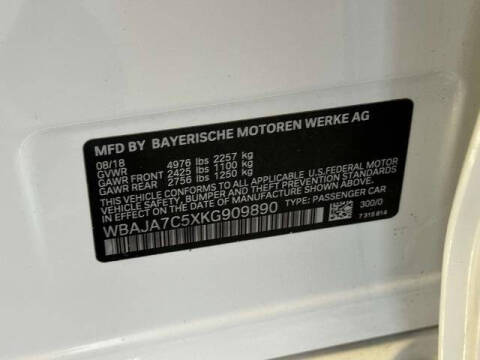 MFD BY BAYERISCHE MOTOREN WERKE AG
08/18
GVWR 4976 lbs 2257 kg
GAWR FRONT 2425 lbs 1100 kg
GAWR REAR 2756 lbs 1250 kg
THIS VEHICLE CONFORMS TO ALL APPLICABLE U.S.FEDERAL MOTOR
VEHICLE SAFETY, BUMPER, AND THEFT PREVENTION STANDARDS
IN EFFECT ON THE DATE OF MANUFACTURE SHOWN ABOVE.
WBAJA7C5XKG909890 TYPE: PASSENGER CAR
300/0
7 315 814